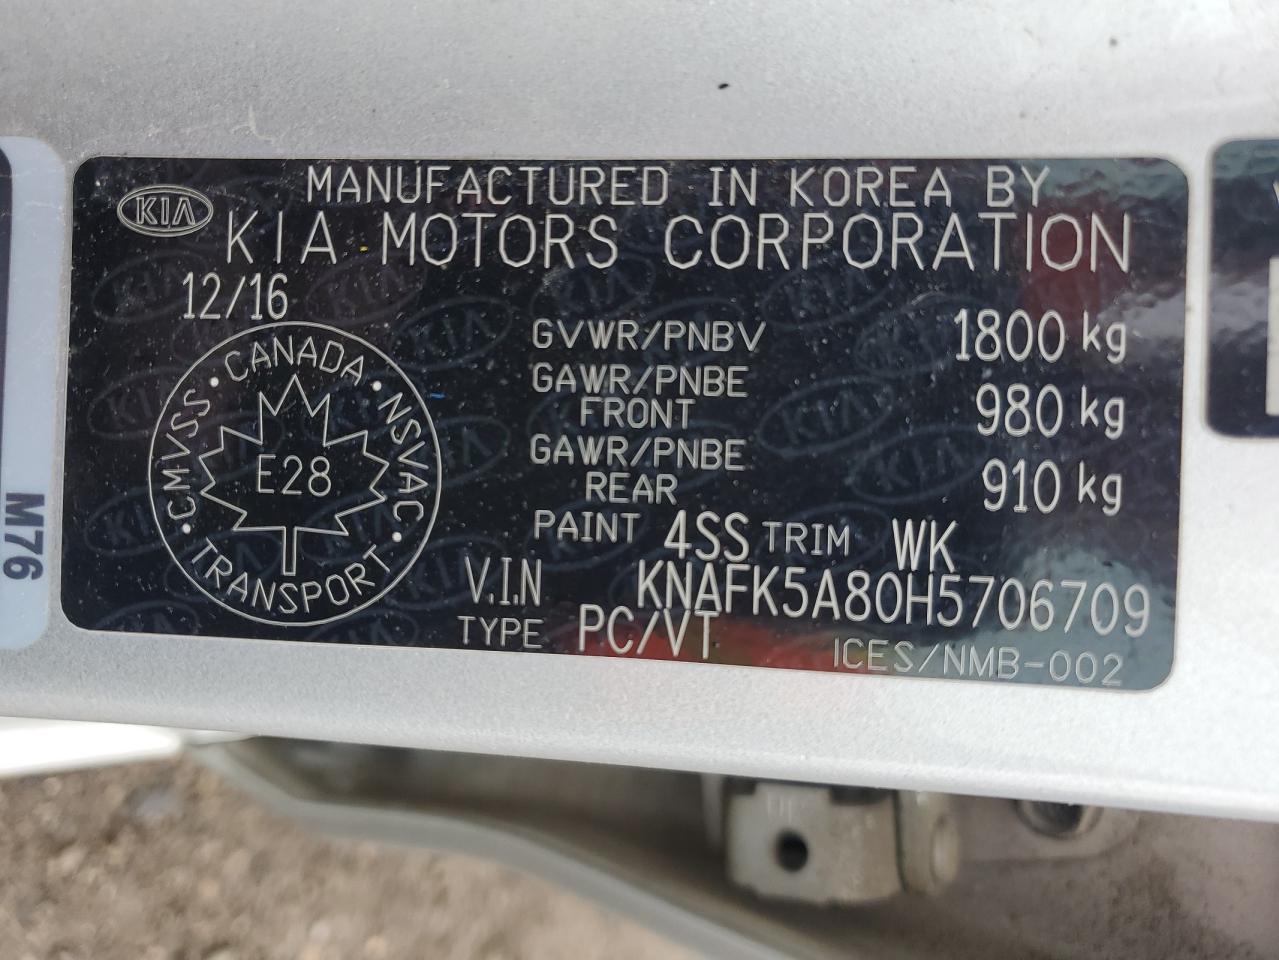 MANUFACTURED IN KOREA BY
KIA
KIA MOTORS CORPORATION
12/16
GVWR/PNBV 1800 kg
GAWR/PNBE
FRONT 980 kg
GAWR/PNBE
REAR 910 kg
CANADA • NSVAC • TRANSPORT • CMVSS •
E28
PAINT 4SS TRIM WK
V.I.N KNAFK5A80H5706709
TYPE PC/VT
ICES/NMB-002
M76